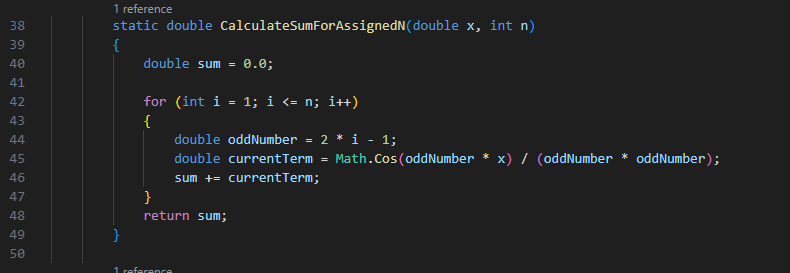 1 reference
38 static double CalculateSumForAssignedN(double x, int n)
39 {
40 double sum = 0.0;
41
42 for (int i = 1; i <= n; i++)
43 {
44 double oddNumber = 2 * i - 1;
45 double currentTerm = Math.Cos(oddNumber * x) / (oddNumber * oddNumber);
46 sum += currentTerm;
47 }
48 return sum;
49 }
50
1 reference